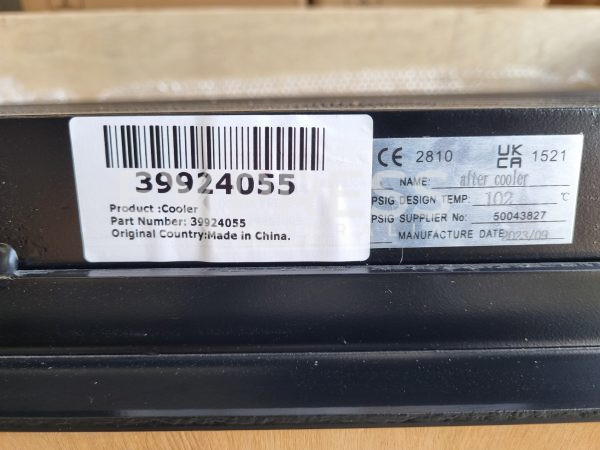 39924055
Product :Cooler
Part Number: 39924055
Original Country:Made in China.
CE 2810 UK CA 1521
NAME: after cooler
PSIG DESIGN TEMP: 102 °C
PSIG SUPPLIER No: 50043827
MANUFACTURE DATE 2023/09